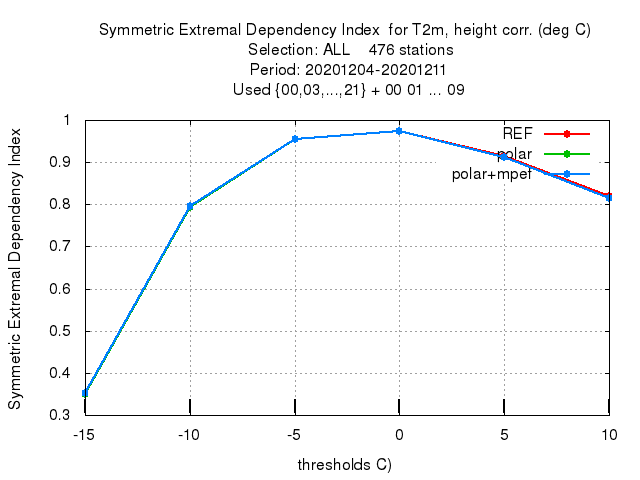 Symmetric Extremal Dependency Index  for T2m, height corr. (deg C)
Selection: ALL    476 stations
Period: 20201204-20201211
Used {00,03,...,21} + 00 01 ... 09
Symmetric Extremal Dependency Index
1
0.9
0.8
0.7
0.6
0.5
0.4
0.3
REF
polar
polar+mpef
-15 -10 -5 0 5 10
thresholds C)